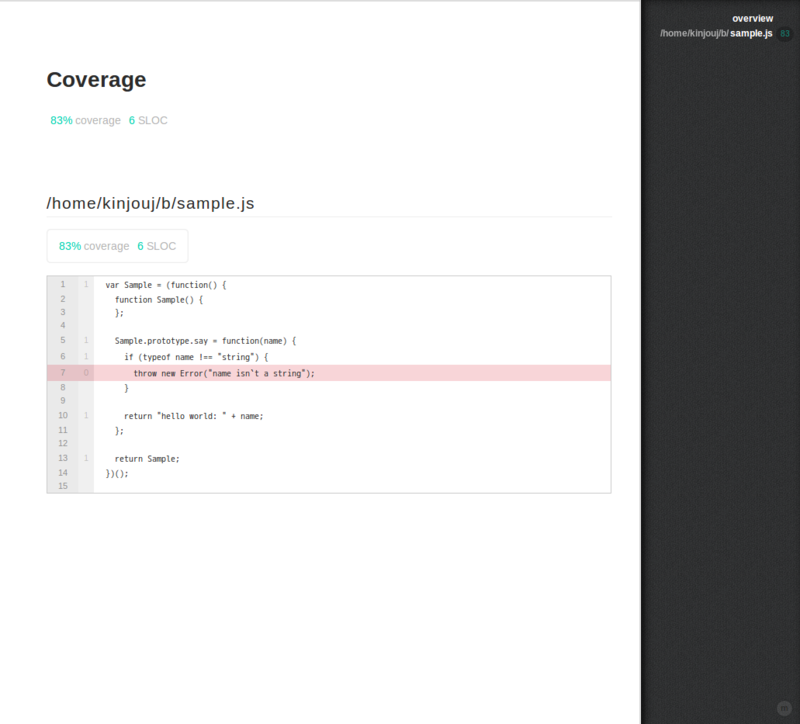 overview
/home/kinjouj/b/sample.js 83
Coverage
83% coverage 6 SLOC
/home/kinjouj/b/sample.js
83% coverage 6 SLOC
1 1 var Sample = (function() {
2 function Sample() {
3 };
4
5 1 Sample.prototype.say = function(name) {
6 1 if (typeof name !== "string") {
7 0 throw new Error("name isn't a string");
8 }
9
10 1 return "hello world: " + name;
11 };
12
13 1 return Sample;
14 })();
15